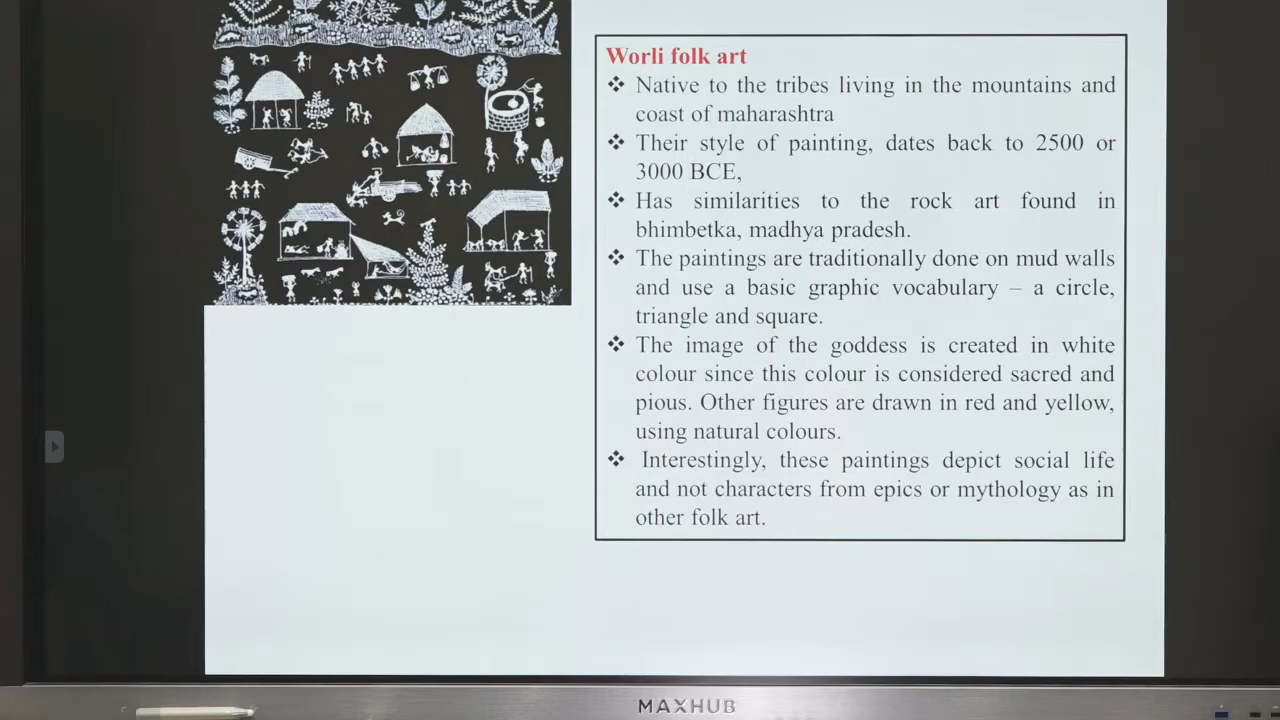 Worli folk art
❖ Native to the tribes living in the mountains and
coast of maharashtra
❖ Their style of painting, dates back to 2500 or
3000 BCE,
❖ Has similarities to the rock art found in
bhimbetka, madhya pradesh.
❖ The paintings are traditionally done on mud walls
and use a basic graphic vocabulary – a circle,
triangle and square.
❖ The image of the goddess is created in white
colour since this colour is considered sacred and
pious. Other figures are drawn in red and yellow,
using natural colours.
❖ Interestingly, these paintings depict social life
and not characters from epics or mythology as in
other folk art.
MAXHUB